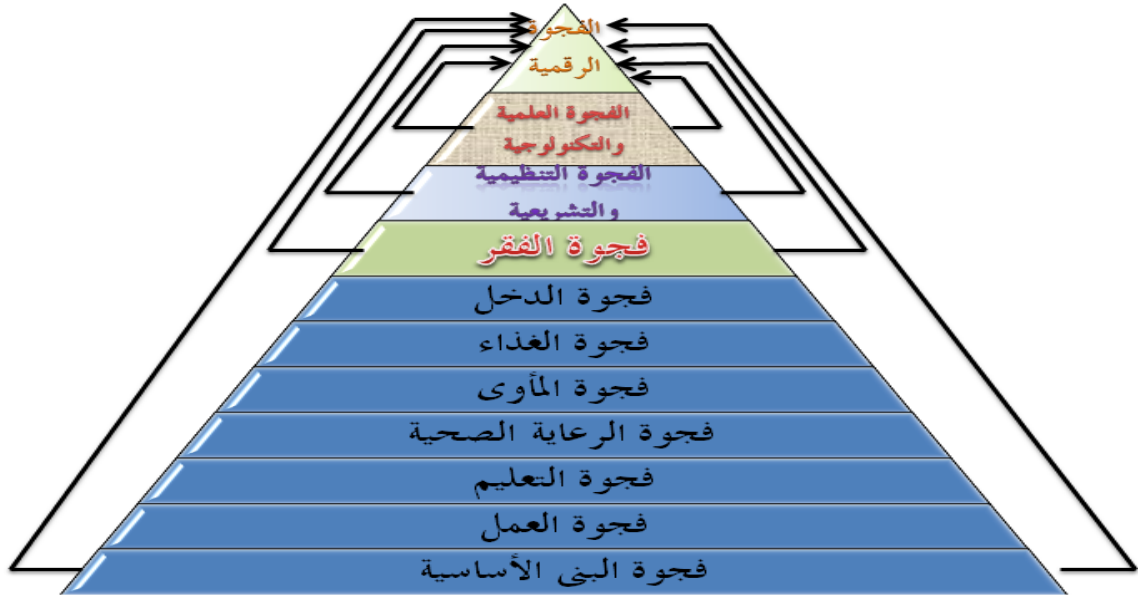 الفجوة
الرقمية
الفجوة العلمية
والتكنولوجية
الفجوة التنظيمية
والتشريعية
فجوة الفقر
فجوة الدخل
فجوة الغذاء
فجوة المأوى
فجوة الرعاية الصحية
فجوة التعليم
فجوة العمل
فجوة البنى الأساسية